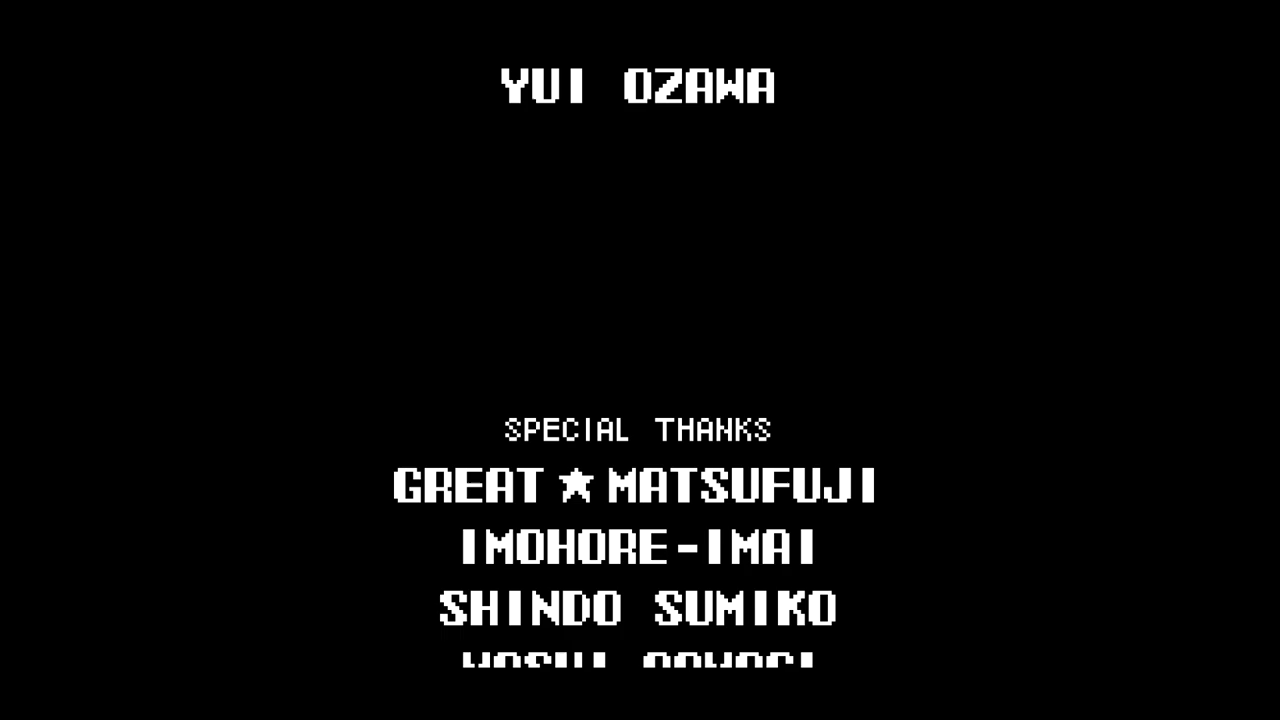 YUI OZAWA
SPECIAL THANKS
GREAT★MATSUFUJI
IMOHORE-IMAI
SHINDO SUMIKO